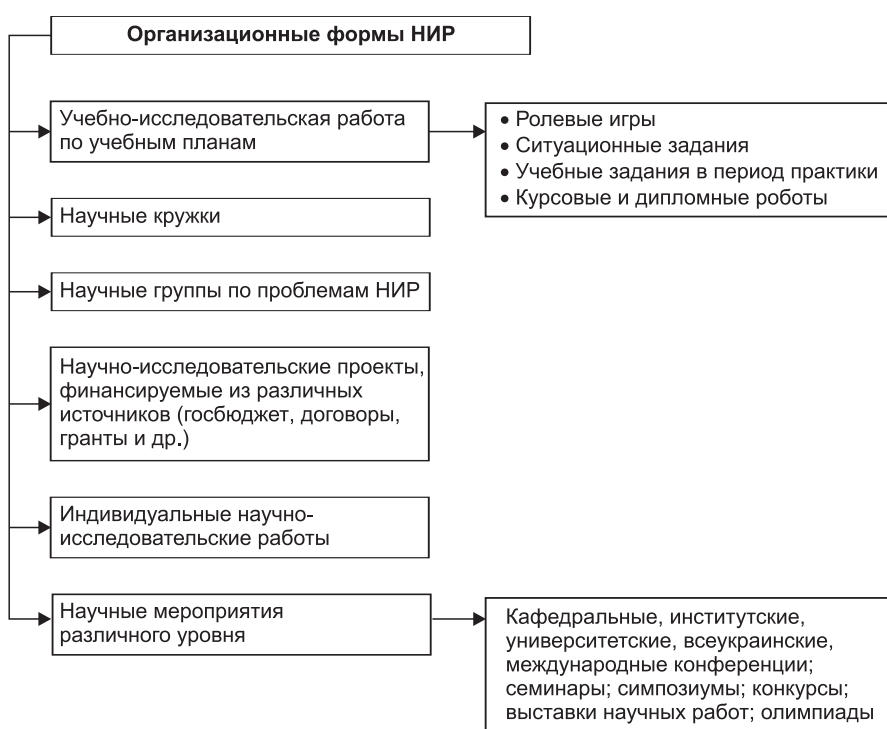 Организационные формы НИР
Учебно-исследовательская работа
по учебным планам
• Ролевые игры
• Ситуационные задания
• Учебные задания в период практики
• Курсовые и дипломные роботы
Научные кружки
Научные группы по проблемам НИР
Научно-исследовательские проекты,
финансируемые из различных
источников (госбюджет, договоры,
гранты и др.)
Индивидуальные научно-
исследовательские работы
Научные мероприятия
различного уровня
Кафедральные, институтские,
университетские, всеукраинские,
международные конференции;
семинары; симпозиумы; конкурсы;
выставки научных работ; олимпиады